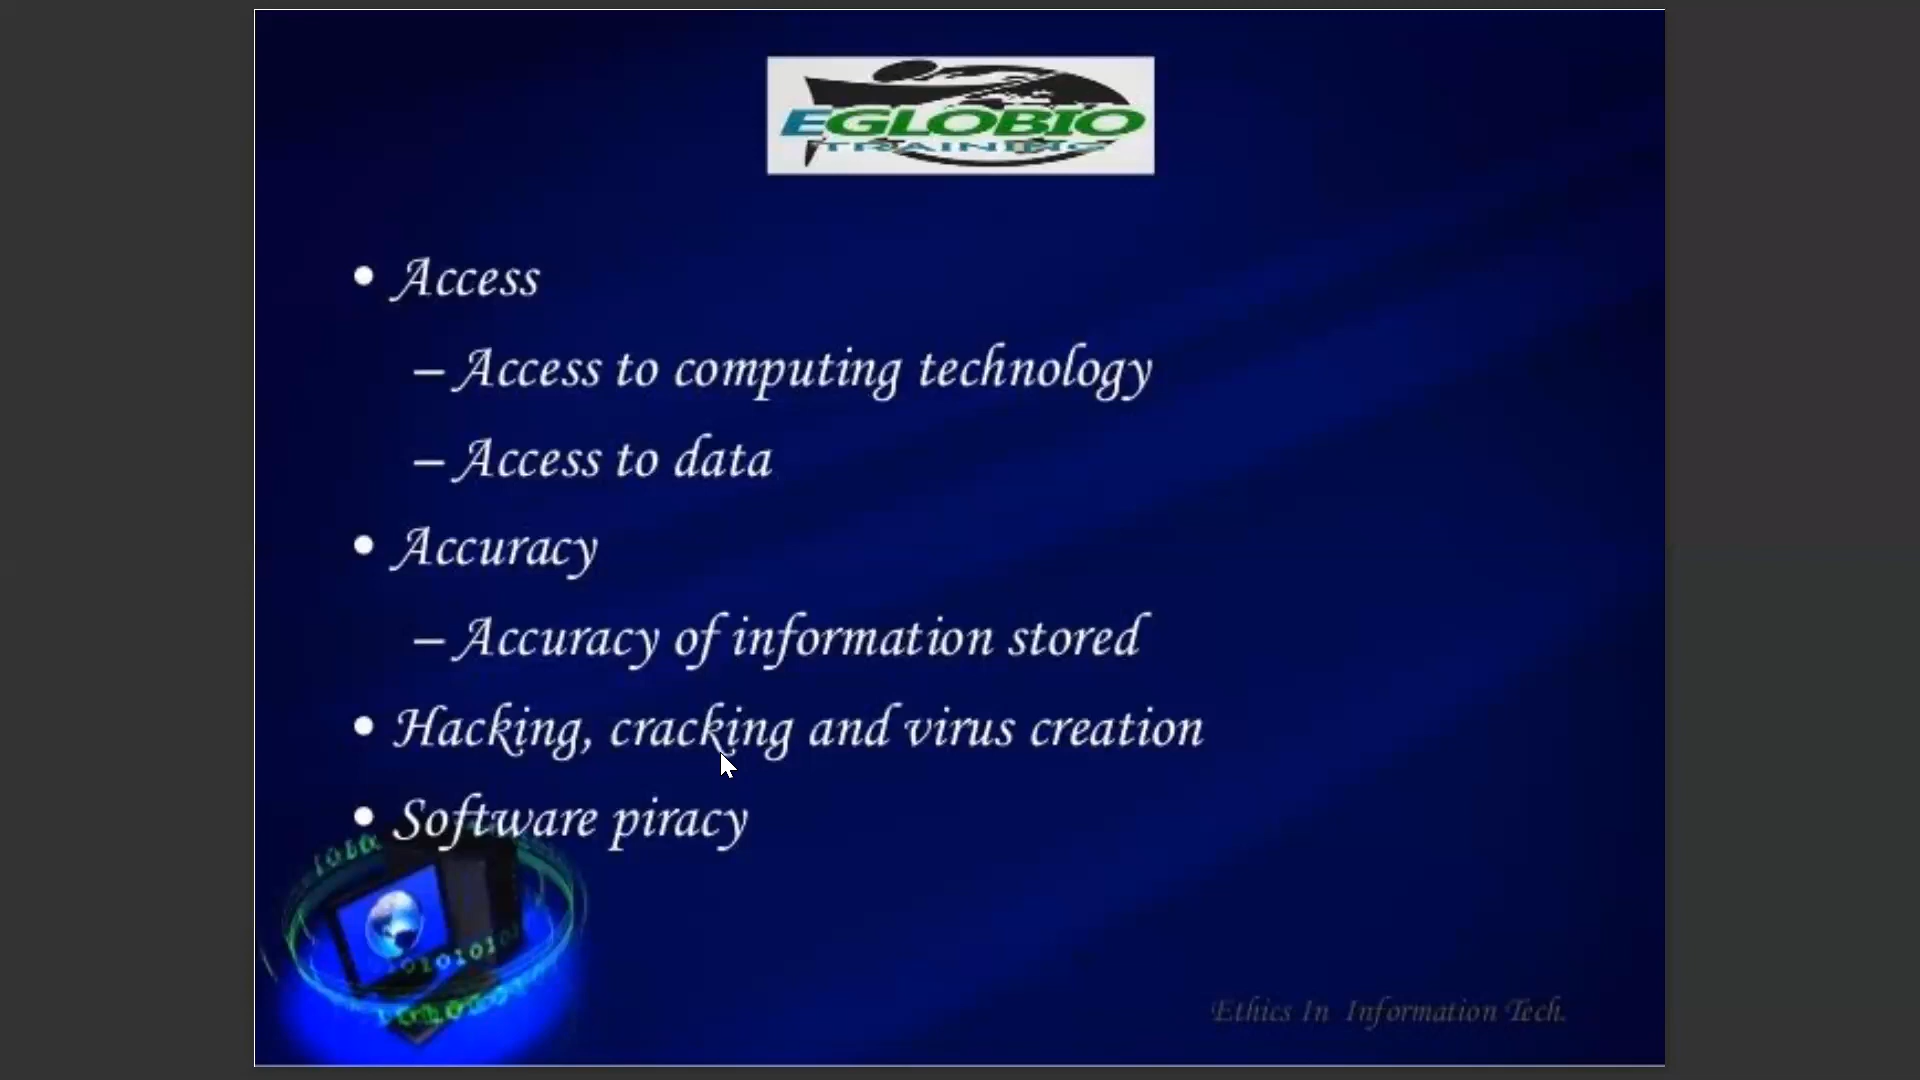 EGLOBIO
TRAINING
• Access
– Access to computing technology
– Access to data
• Accuracy
– Accuracy of information stored
• Hacking, cracking and virus creation
• Software piracy
Ethics In Information Tech.